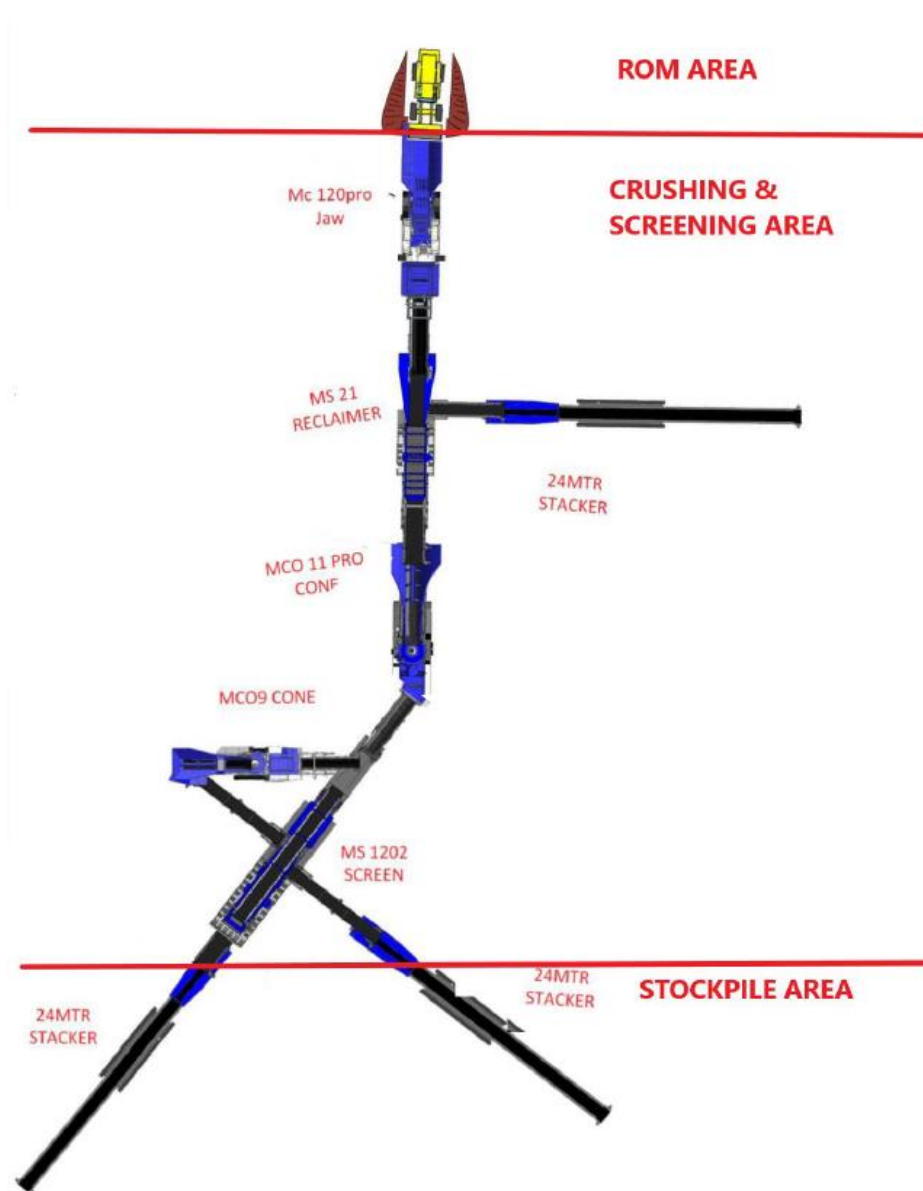 ROM AREA
CRUSHING &
SCREENING AREA
Mc 120pro
Jaw
MS 21
RECLAIMER
24MTR
STACKER
MCO 11 PRO
CONE
MCO9 CONE
MS 1202
SCREEN
24MTR
STACKER
STOCKPILE AREA
24MTR
STACKER